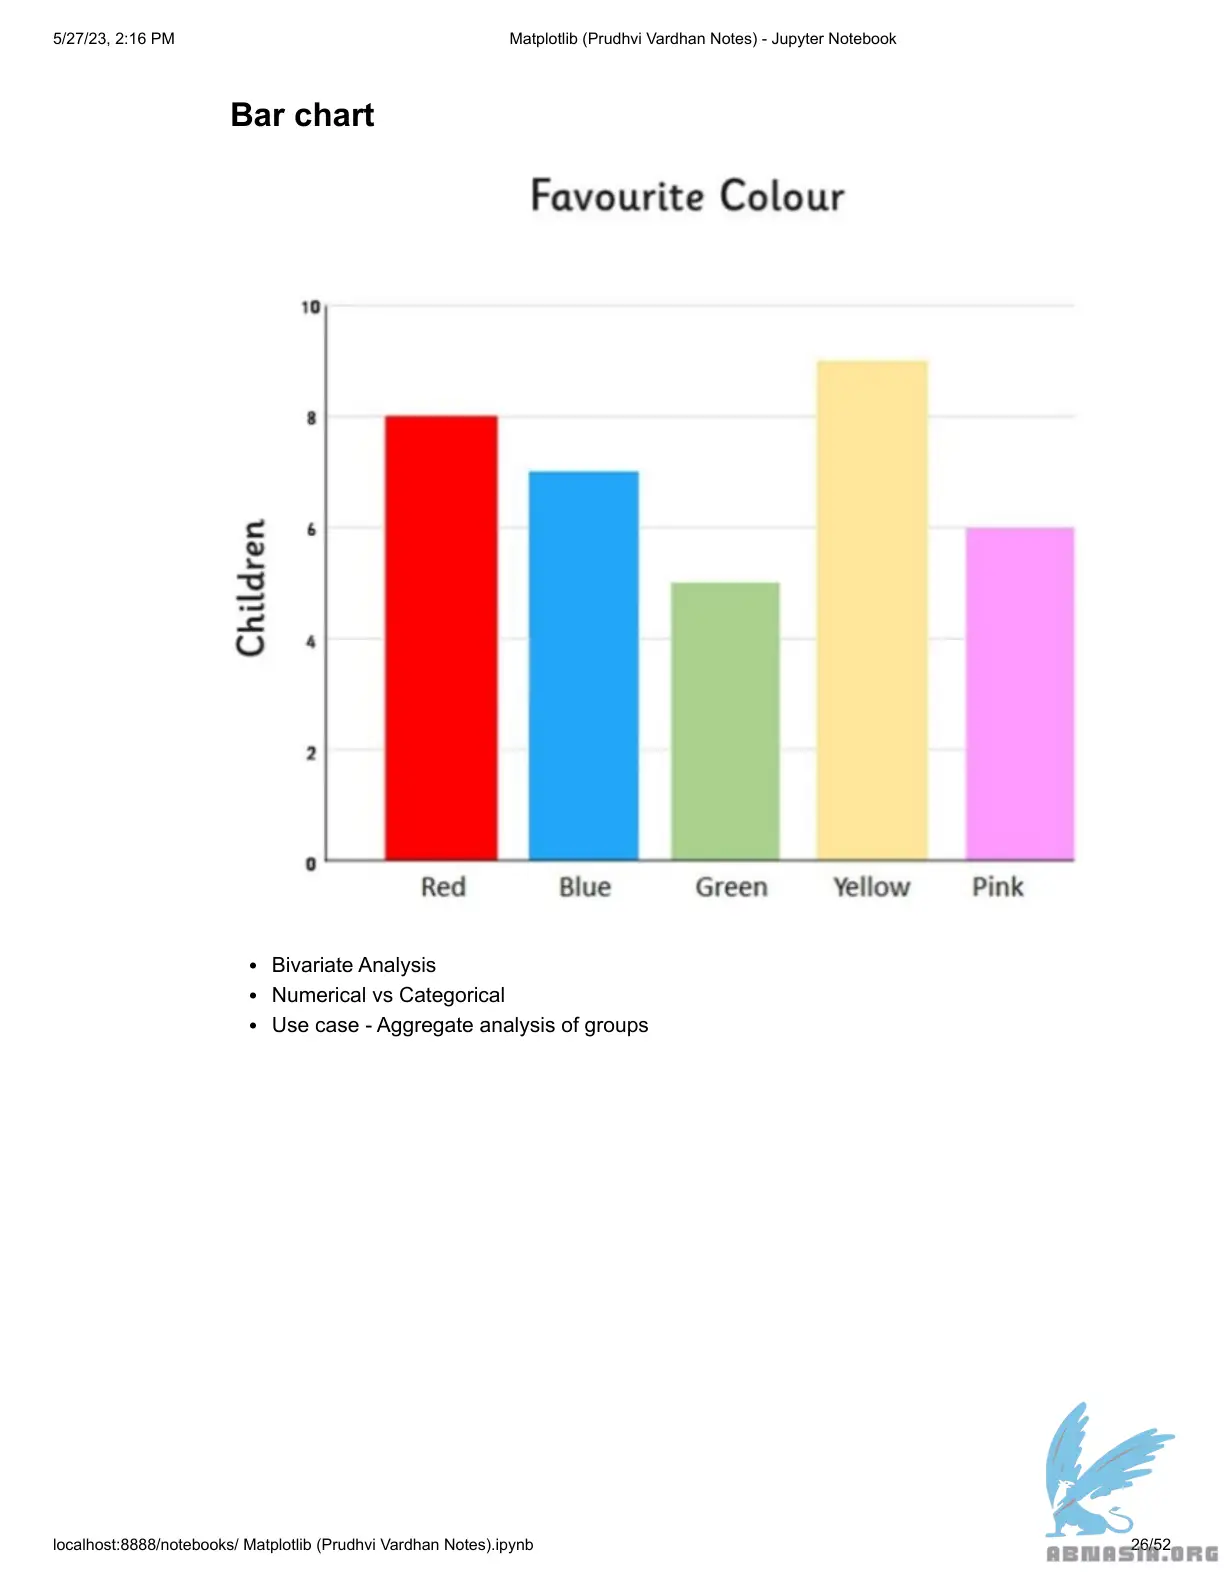 5/27/23, 2:16 PM
Matplotlib (Prudhvi Vardhan Notes) - Jupyter Notebook
Bar chart
Favourite Colour
10
8
6
4
2
0
Children
Red
Blue
Green
Yellow
Pink
• Bivariate Analysis
• Numerical vs Categorical
• Use case - Aggregate analysis of groups
localhost:8888/notebooks/ Matplotlib (Prudhvi Vardhan Notes).ipynb
26/52
ABNASIA.ORG